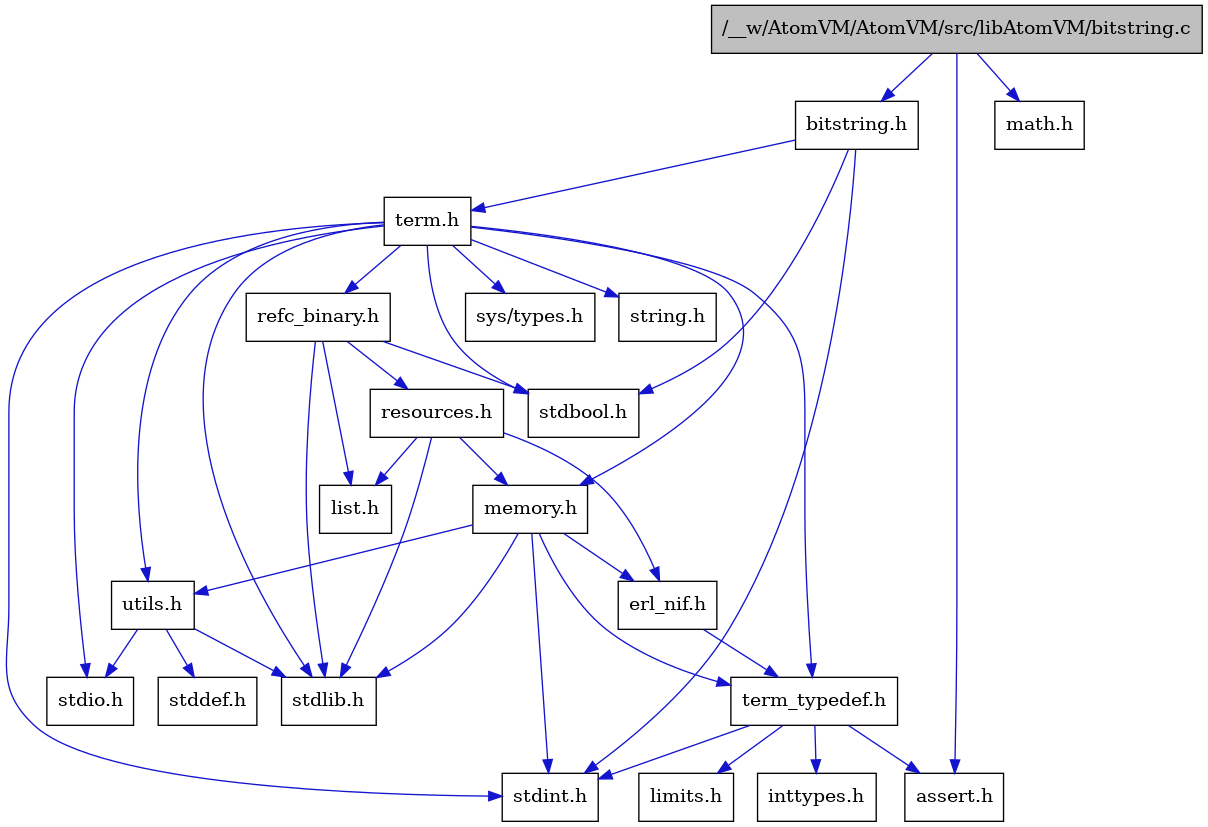 /__w/AtomVM/AtomVM/src/libAtomVM/bitstring.c
bitstring.h
math.h
term.h
refc_binary.h
sys/types.h
string.h
resources.h
stdbool.h
list.h
memory.h
utils.h
erl_nif.h
stdio.h
stddef.h
stdlib.h
term_typedef.h
stdint.h
limits.h
inttypes.h
assert.h